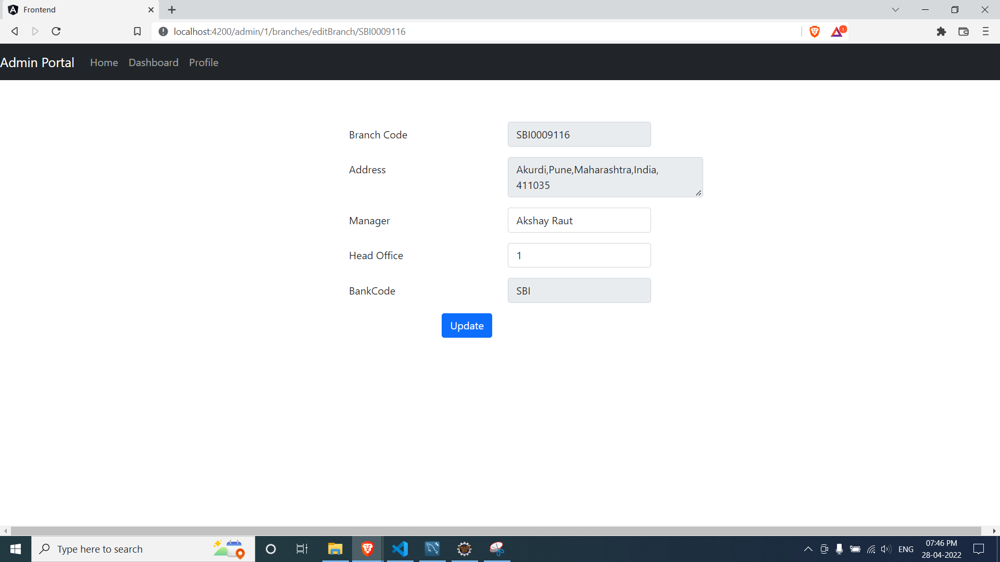 Frontend
localhost:4200/admin/1/branches/editBranch/SBI0009116
1
Admin Portal Home Dashboard Profile
Branch Code SBI0009116
Address Akurdi,Pune,Maharashtra,India,
411035
Manager Akshay Raut
Head Office 1
BankCode SBI
Update
Type here to search
ENG
07:46 PM
28-04-2022